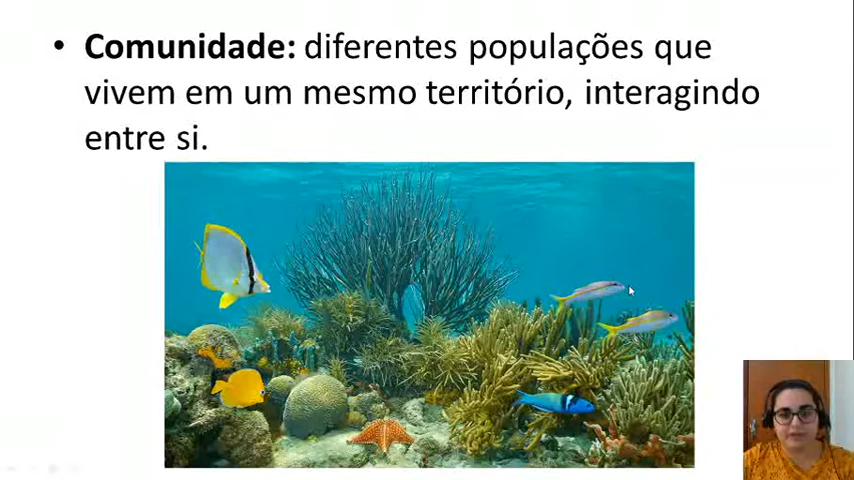 • Comunidade: diferentes populações que
vivem em um mesmo território, interagindo
entre si.